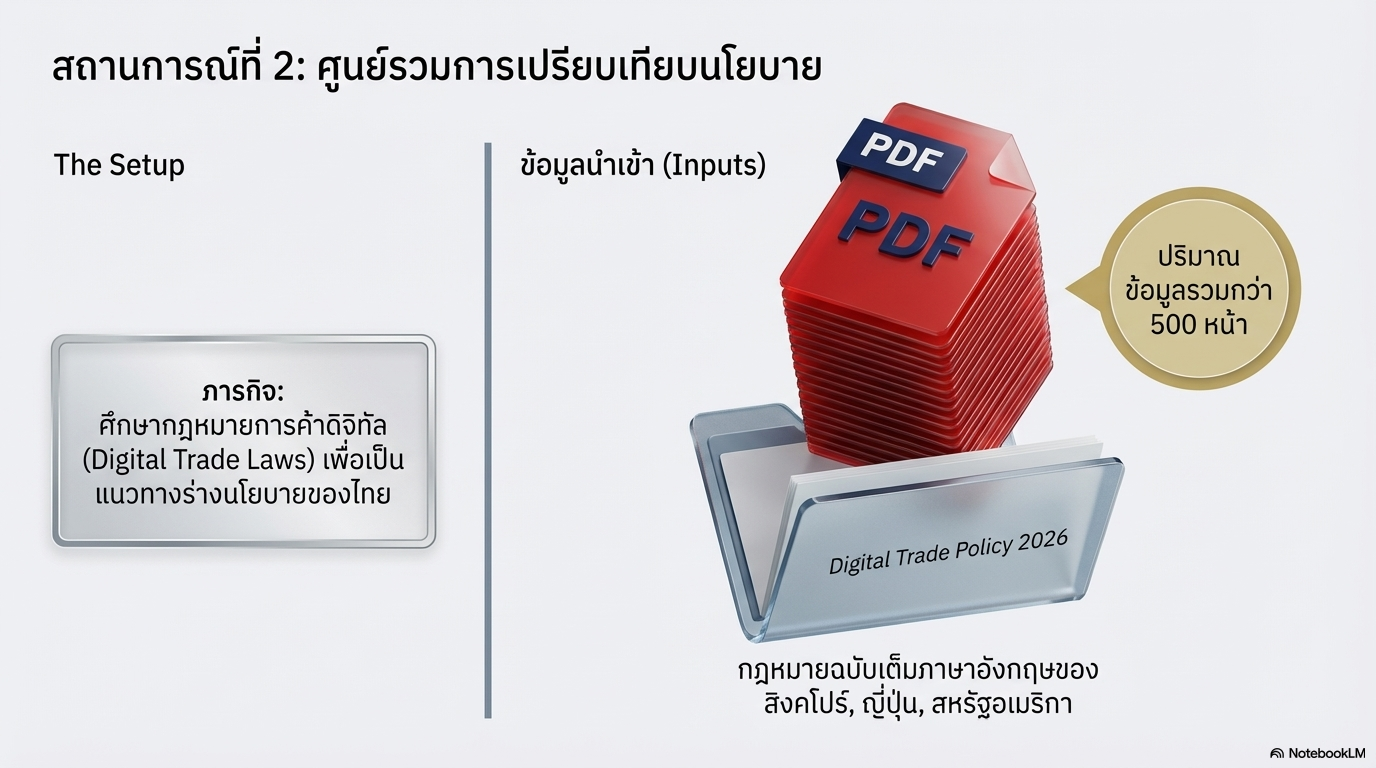 สถานการณ์ที่ 2: ศูนย์รวมการเปรียบเทียบนโยบาย
The Setup
ภารกิจ:
ศึกษากฎหมายการค้าดิจิทัล
(Digital Trade Laws) เพื่อเป็น
แนวทางร่างนโยบายของไทย
ข้อมูลนำเข้า (Inputs)
PDF
PDF
ปริมาณ
ข้อมูลรวมกว่า
500 หน้า
Digital Trade Policy 2026
กฎหมายฉบับเต็มภาษาอังกฤษของ
สิงคโปร์, ญี่ปุ่น, สหรัฐอเมริกา
NotebookLM